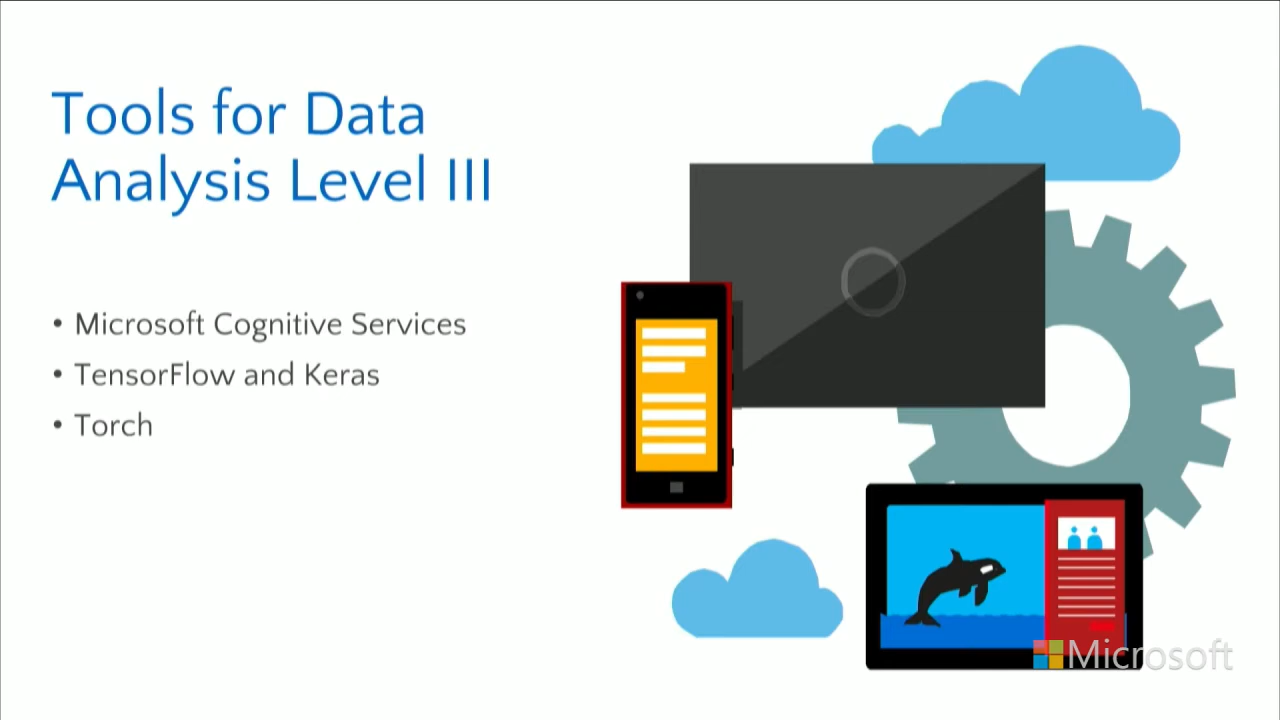 Tools for Data
Analysis Level III
• Microsoft Cognitive Services
• TensorFlow and Keras
• Torch
Microsoft